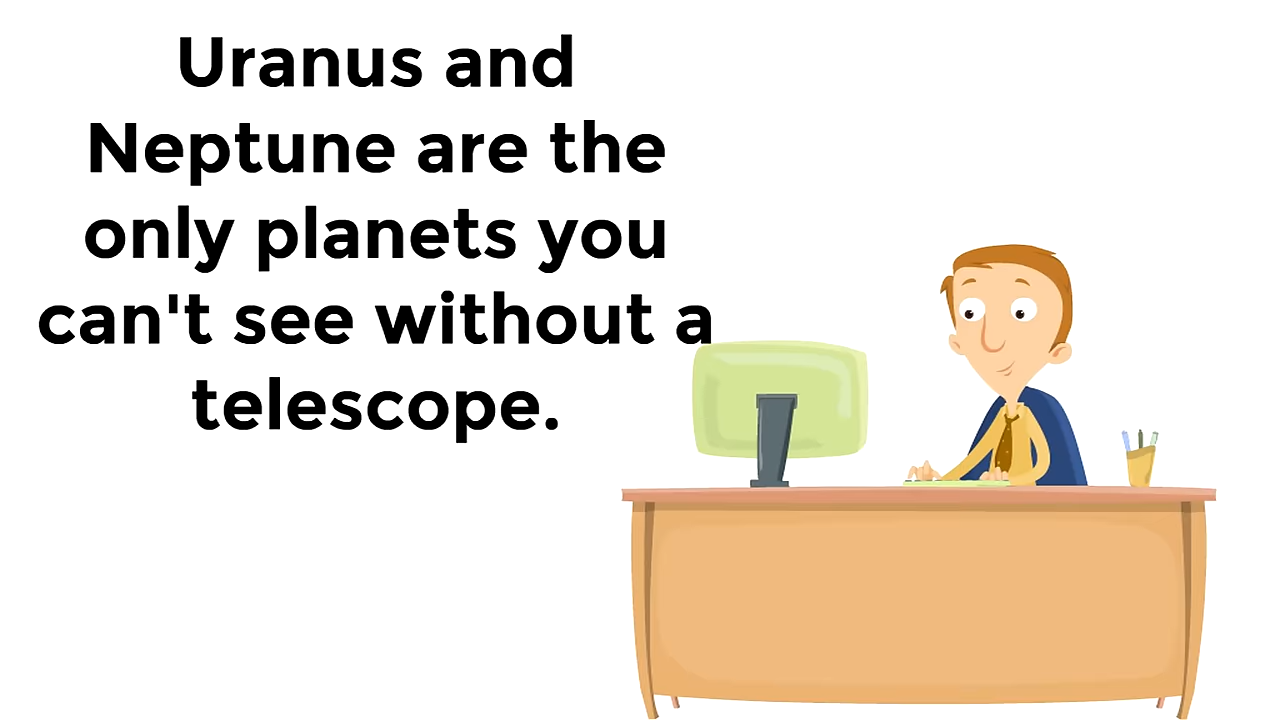 Uranus and
Neptune are the
only planets you
can't see without a
telescope.